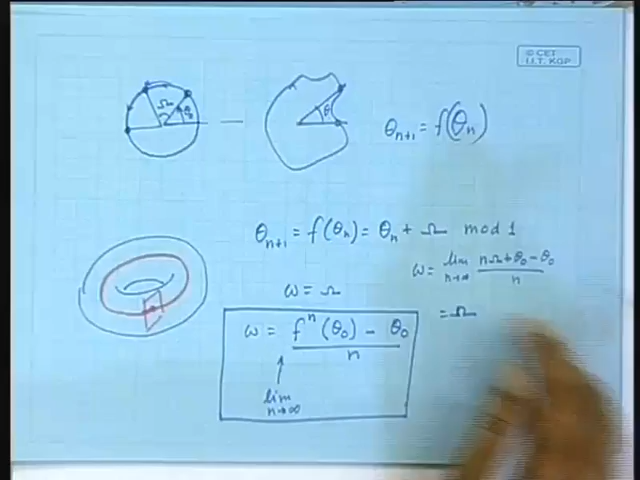 © CET
I.I.T. KGP
Ω θ₀
θ
θₙ₊₁ = f(θₙ)
θₙ₊₁ = f(θₙ) = θₙ + Ω mod 1
ω = lim n→∞ (nΩ + θ₀ − θ₀) / n
= Ω
ω = Ω
ω = (fⁿ(θ₀) − θ₀) / n
lim
n→∞